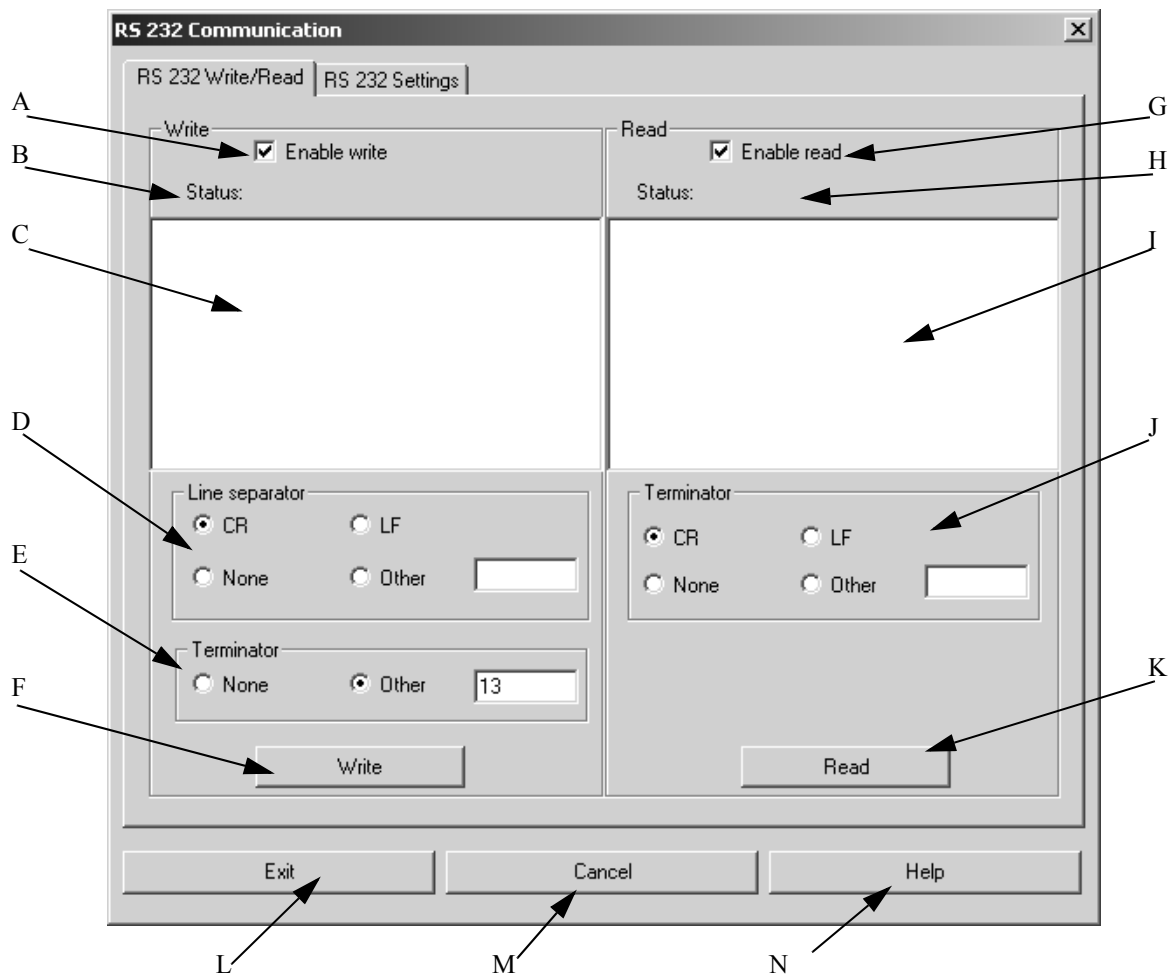 RS 232 Communication
RS 232 Write/Read RS 232 Settings
A
G
Write
Read
Enable write
Enable read
B
H
Status:
Status:
C
I
D
J
Line separator
Terminator
CR LF
CR LF
E
None Other
None Other
Terminator
None Other 13
F
K
Write
Read
Exit Cancel Help
L M N